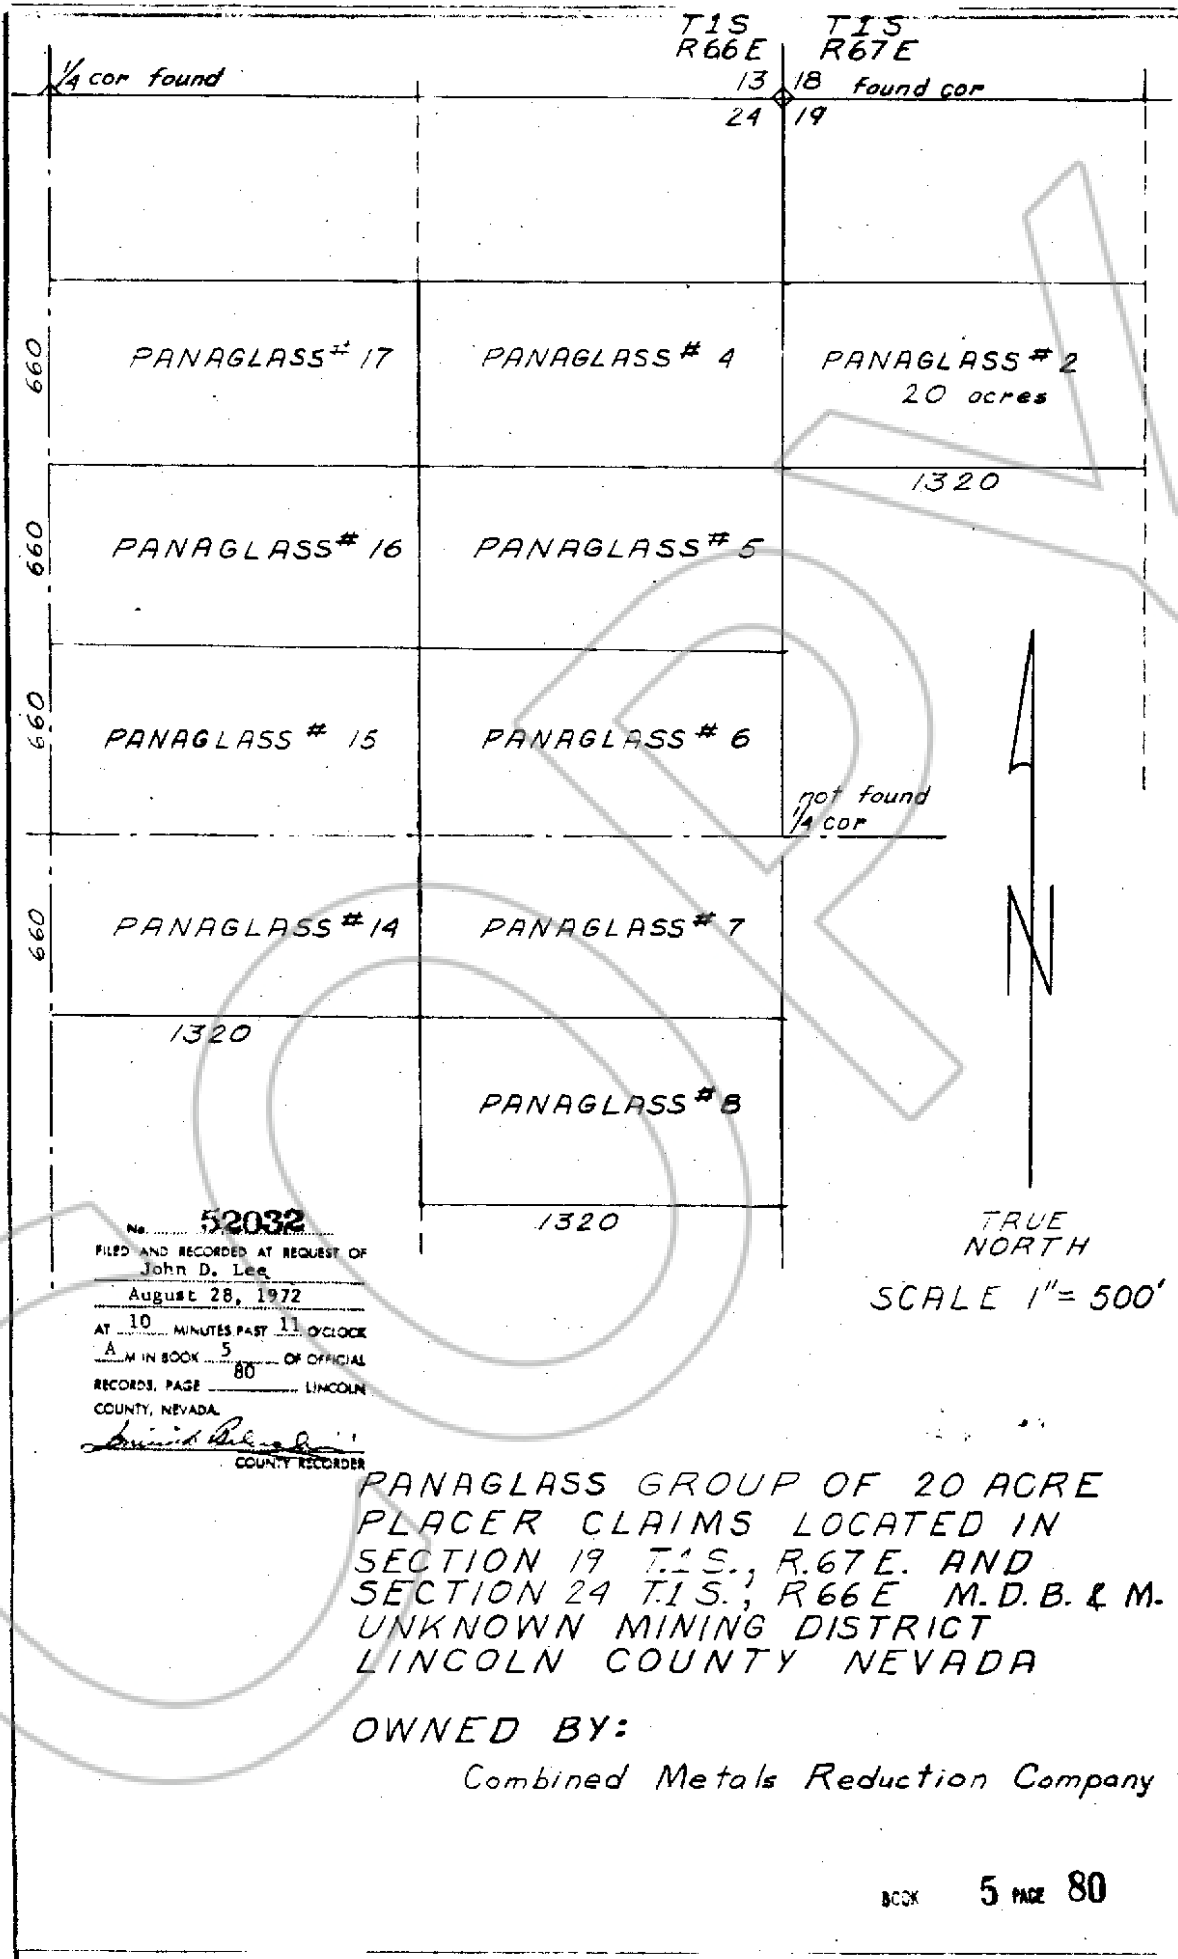 T1S T1S
R66E R67E
1/4 cor found
13 18 found cor
24 19
660
PANAGLASS # 17
PANAGLASS # 4
PANAGLASS # 2
20 acres
1320
660
PANAGLASS # 16
PANAGLASS # 5
660
PANAGLASS # 15
PANAGLASS # 6
not found
1/4 cor
660
PANAGLASS # 14
PANAGLASS # 7
1320
PANAGLASS # 8
1320
N
TRUE
NORTH
SCALE 1"= 500'
No. 52032
FILED AND RECORDED AT REQUEST OF
John D. Lee
August 28, 1972
AT 10 MINUTES PAST 11 O'CLOCK
A M IN BOOK 5 OF OFFICIAL
RECORDS, PAGE 80 LINCOLN
COUNTY, NEVADA.
COUNTY RECORDER
PANAGLASS GROUP OF 20 ACRE
PLACER CLAIMS LOCATED IN
SECTION 19 T.1S., R.67E. AND
SECTION 24 T.1S., R66E M.D.B. & M.
UNKNOWN MINING DISTRICT
LINCOLN COUNTY NEVADA
OWNED BY:
Combined Metals Reduction Company
BOOK 5 PAGE 80
COPY